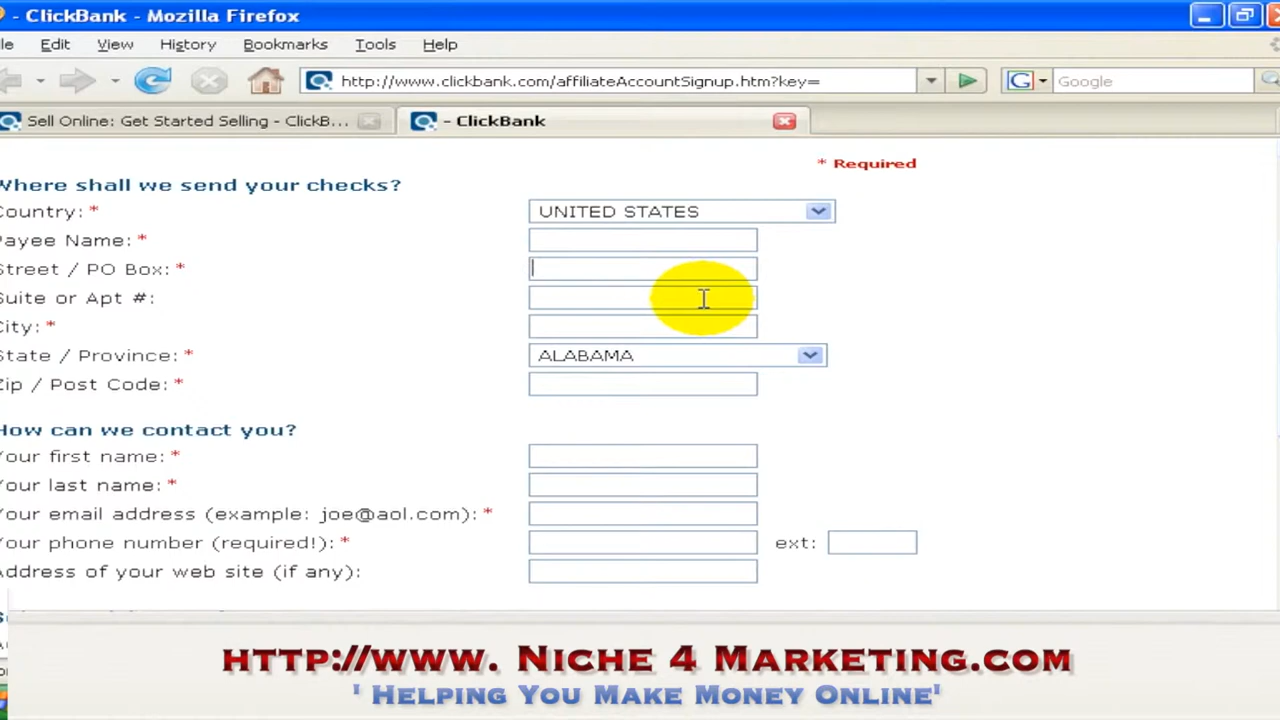 - ClickBank - Mozilla Firefox
le Edit View History Bookmarks Tools Help
http://www.clickbank.com/affiliateAccountSignup.htm?key= G Google
Sell Online: Get Started Selling - ClickB... - ClickBank
* Required
Where shall we send your checks?
Country: * UNITED STATES
Payee Name: *
Street / PO Box: *
Suite or Apt #:
City: *
State / Province: * ALABAMA
Zip / Post Code: *
How can we contact you?
Your first name: *
Your last name: *
Your email address (example: joe@aol.com): *
Your phone number (required!): * ext:
Address of your web site (if any):
http://www. Niche 4 Marketing.com
' Helping You Make Money Online'